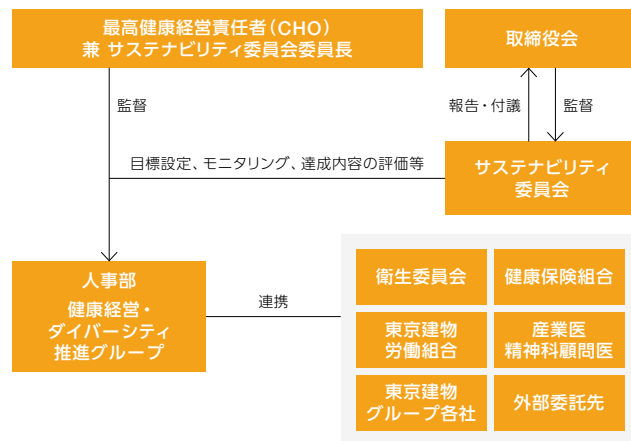 最高健康経営責任者（CHO）
兼 サステナビリティ委員会委員長
取締役会
監督
報告・付議
監督
目標設定、モニタリング、達成内容の評価等
サステナビリティ
委員会
人事部
健康経営・
ダイバーシティ
推進グループ
連携
衛生委員会
健康保険組合
東京建物
労働組合
産業医
精神科顧問医
東京建物
グループ各社
外部委託先